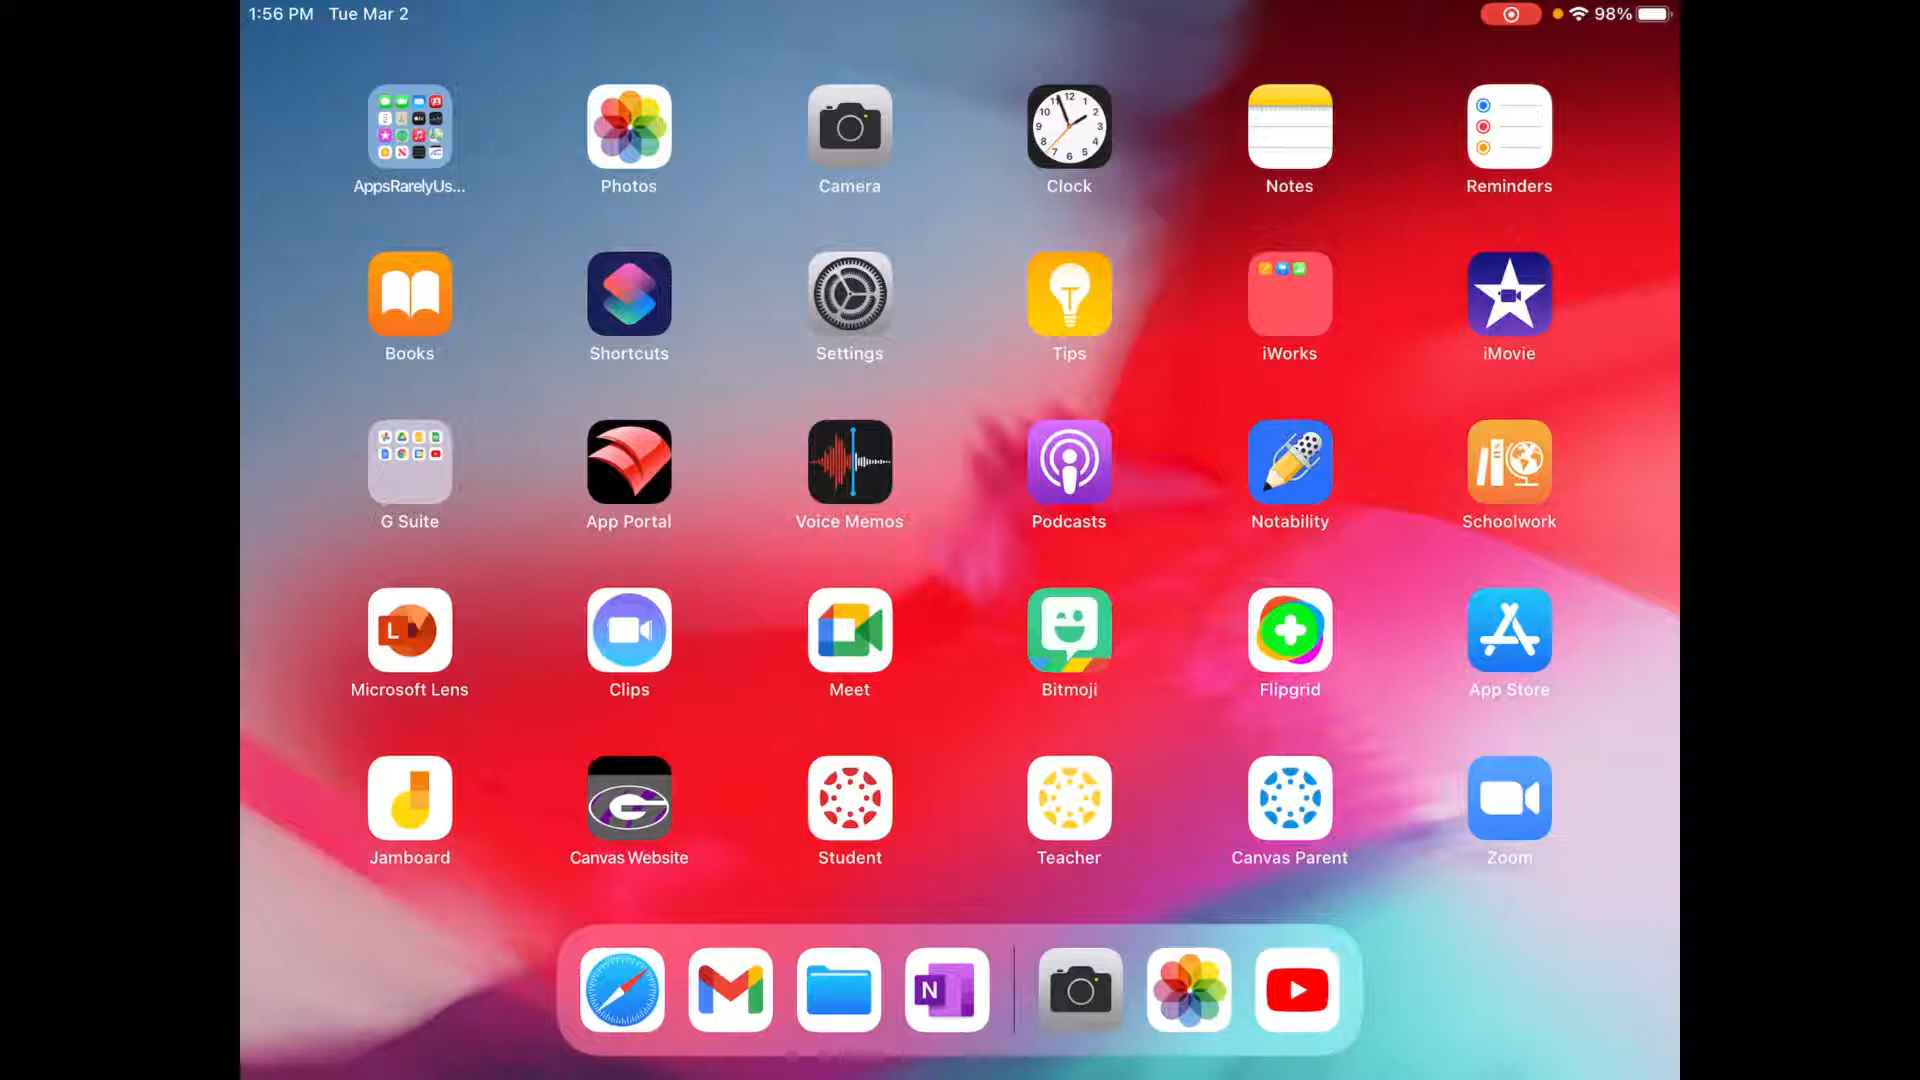 1:56 PM Tue Mar 2 98%
AppsRarelyUs... Photos Camera Clock Notes Reminders
Books Shortcuts Settings Tips iWorks iMovie
G Suite App Portal Voice Memos Podcasts Notability Schoolwork
Microsoft Lens Clips Meet Bitmoji Flipgrid App Store
Jamboard Canvas Website Student Teacher Canvas Parent Zoom